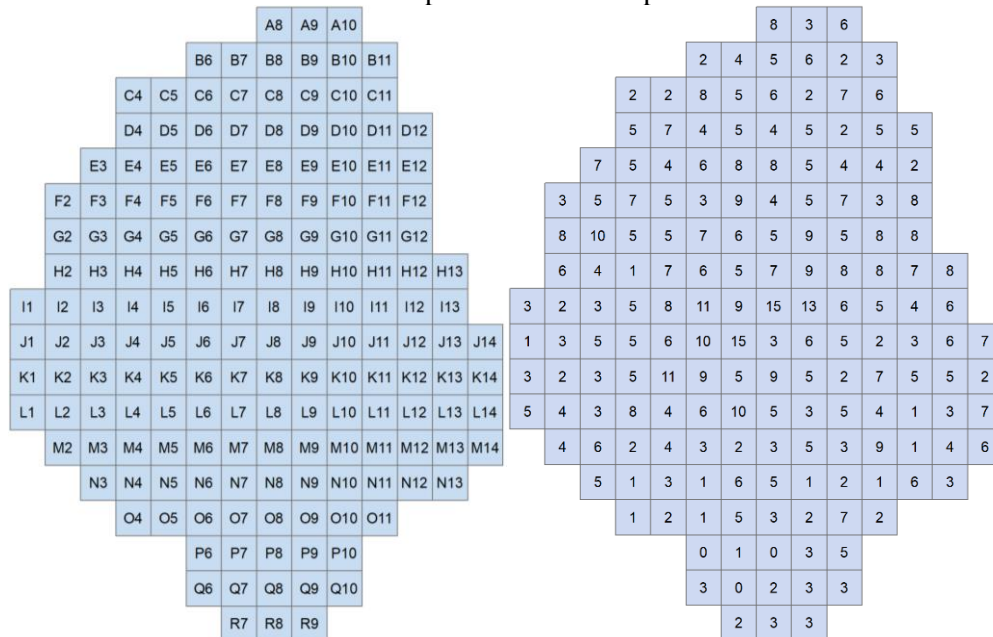 A8 A9 A10
B6 B7 B8 B9 B10 B11
C4 C5 C6 C7 C8 C9 C10 C11
D4 D5 D6 D7 D8 D9 D10 D11 D12
E3 E4 E5 E6 E7 E8 E9 E10 E11 E12
F2 F3 F4 F5 F6 F7 F8 F9 F10 F11 F12
G2 G3 G4 G5 G6 G7 G8 G9 G10 G11 G12
H2 H3 H4 H5 H6 H7 H8 H9 H10 H11 H12 H13
I1 I2 I3 I4 I5 I6 I7 I8 I9 I10 I11 I12 I13
J1 J2 J3 J4 J5 J6 J7 J8 J9 J10 J11 J12 J13 J14
K1 K2 K3 K4 K5 K6 K7 K8 K9 K10 K11 K12 K13 K14
L1 L2 L3 L4 L5 L6 L7 L8 L9 L10 L11 L12 L13 L14
M2 M3 M4 M5 M6 M7 M8 M9 M10 M11 M12 M13 M14
N3 N4 N5 N6 N7 N8 N9 N10 N11 N12 N13
O4 O5 O6 O7 O8 O9 O10 O11
P6 P7 P8 P9 P10
Q6 Q7 Q8 Q9 Q10
R7 R8 R9
8 3 6
2 4 5 6 2 3
2 2 8 5 6 2 7 6
5 7 4 5 4 5 2 5 5
7 5 4 6 8 8 5 4 4 2
3 5 7 5 3 9 4 5 7 3 8
8 10 5 5 7 6 5 9 5 8 8
6 4 1 7 6 5 7 9 8 8 7 8
3 2 3 5 8 11 9 15 13 6 5 4 6
1 3 5 5 6 10 15 3 6 5 2 3 6 7
3 2 3 5 11 9 5 9 5 2 7 5 5 2
5 4 3 8 4 6 10 5 3 5 4 1 3 7
4 6 2 4 3 2 3 5 3 9 1 4 6
5 1 3 1 6 5 1 2 1 6 3
1 2 1 5 3 2 7 2
0 1 0 3 5
3 0 2 3 3
2 3 3